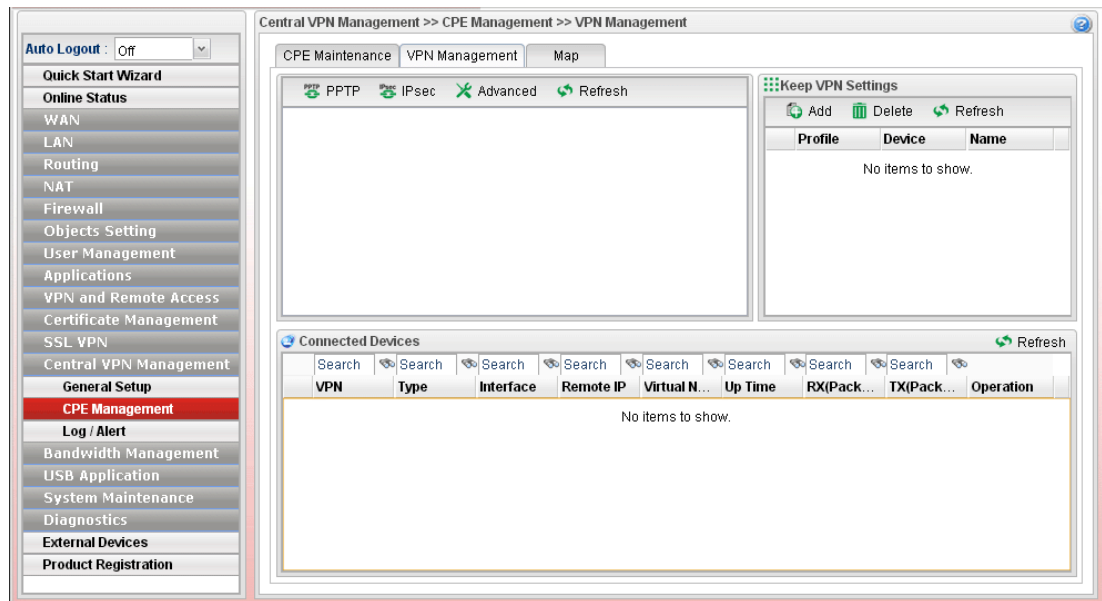 Central VPN Management >> CPE Management >> VPN Management
Auto Logout : Off
Quick Start Wizard
Online Status
WAN
LAN
Routing
NAT
Firewall
Objects Setting
User Management
Applications
VPN and Remote Access
Certificate Management
SSL VPN
Central VPN Management
General Setup
CPE Management
Log / Alert
Bandwidth Management
USB Application
System Maintenance
Diagnostics
External Devices
Product Registration
CPE Maintenance VPN Management Map
PPTP PPTP IPsec IPsec Advanced Refresh
Keep VPN Settings
Add Delete Refresh
Profile Device Name
No items to show.
Connected Devices Refresh
Search Search Search Search Search Search Search Search
VPN Type Interface Remote IP Virtual N... Up Time RX(Pack... TX(Pack... Operation
No items to show.